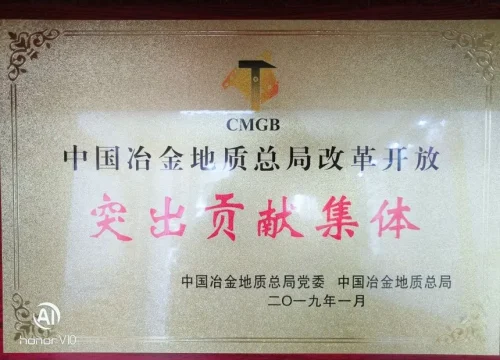 CMGB
中国冶金地质总局改革开放
突出贡献集体
中国冶金地质总局党委 中国冶金地质总局
二〇一九年一月
AI
honor V10